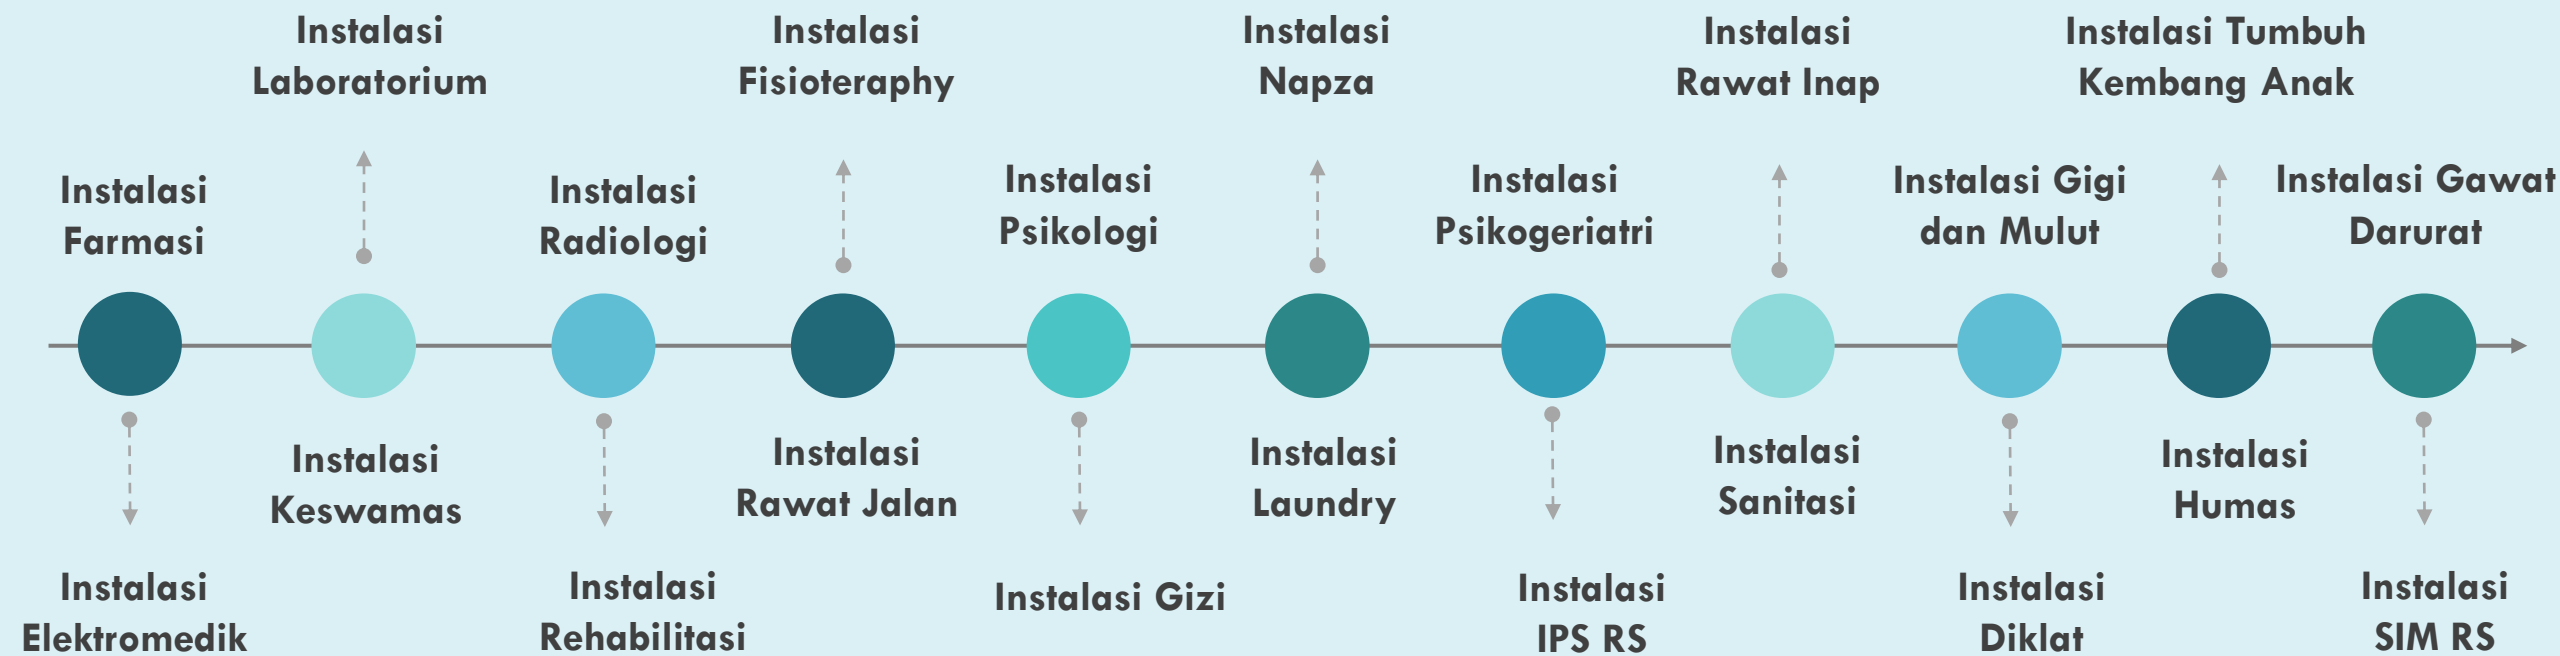 Instalasi
Laboratorium
Instalasi
Fisioteraphy
Instalasi
Napza
Instalasi
Rawat Inap
Instalasi Tumbuh
Kembang Anak
Instalasi
Farmasi
Instalasi
Radiologi
Instalasi
Psikologi
Instalasi
Psikogeriatri
Instalasi Gigi
dan Mulut
Instalasi Gawat
Darurat
Instalasi
Keswamas
Instalasi
Rawat Jalan
Instalasi
Laundry
Instalasi
Sanitasi
Instalasi
Humas
Instalasi
Elektromedik
Instalasi
Rehabilitasi
Instalasi Gizi
Instalasi
IPS RS
Instalasi
Diklat
Instalasi
SIM RS